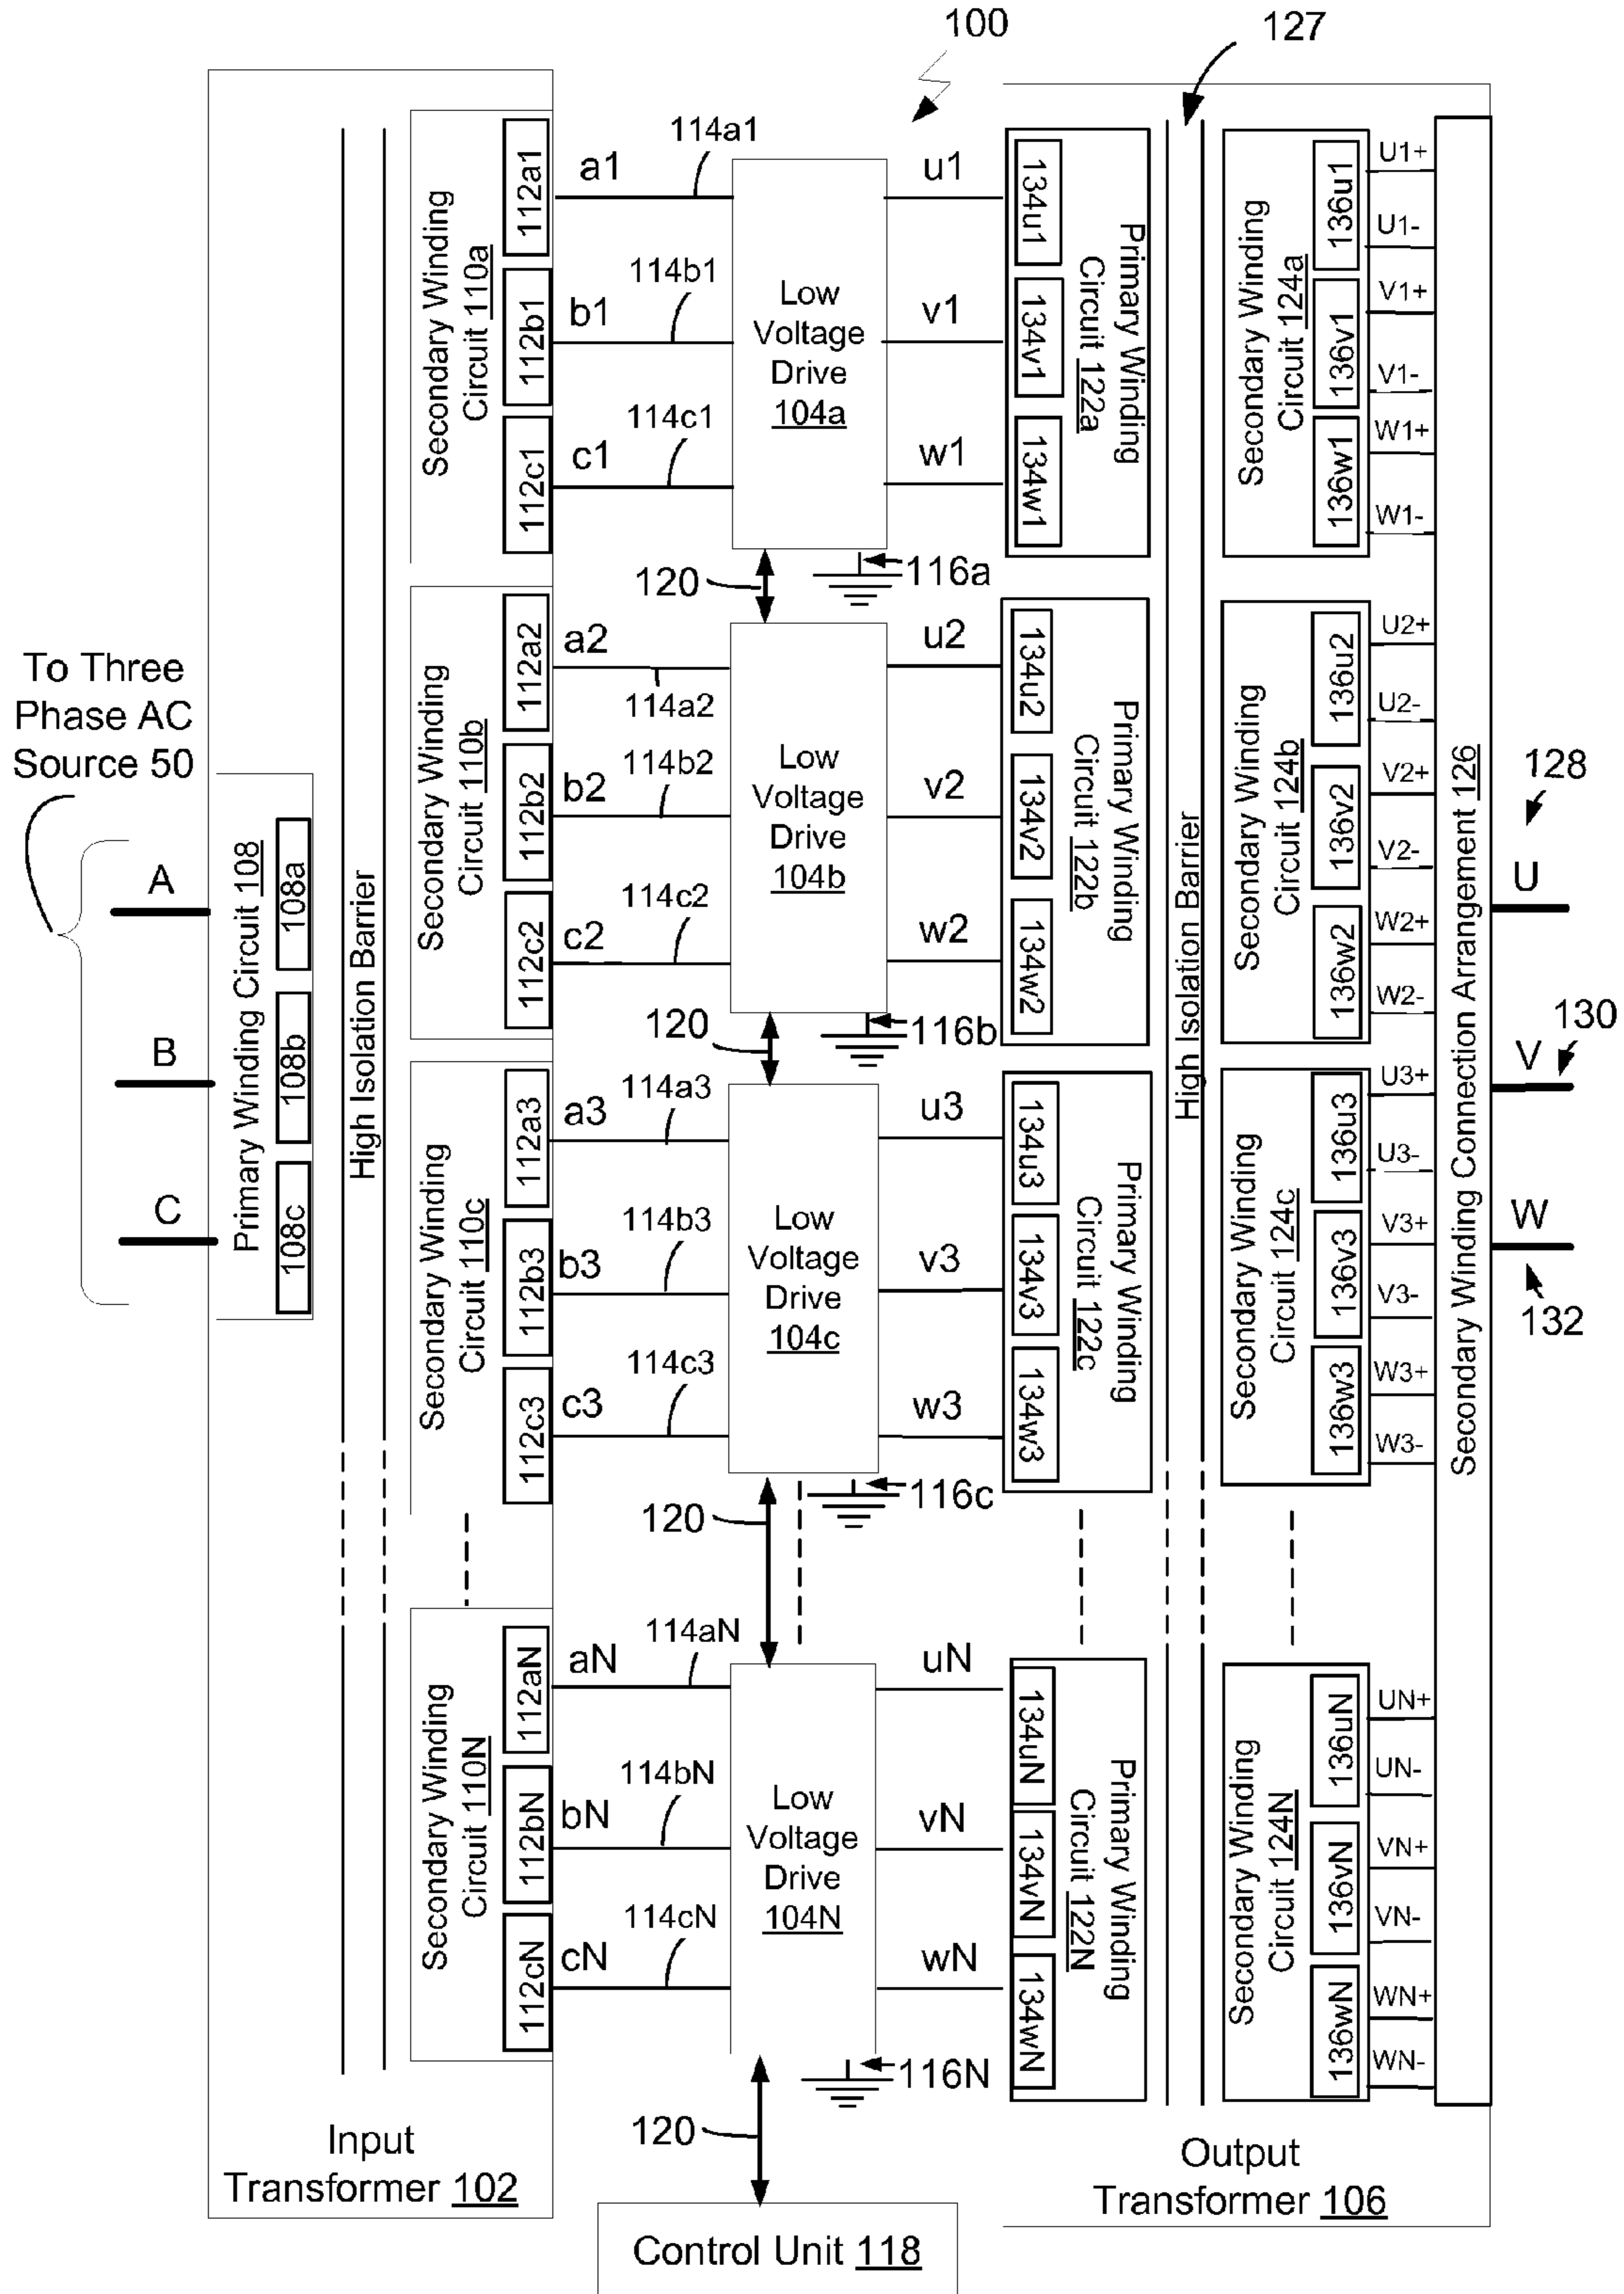 100
127
114a1
a1
u1
Secondary Winding
Circuit 110a
112a1
112b1
112c1
114b1
b1
v1
114c1
c1
w1
Low
Voltage
Drive
104a
134u1
134v1
134w1
Primary Winding
Circuit 122a
Secondary Winding
Circuit 124a
136u1
136v1
136w1
U1+
U1-
V1+
V1-
W1+
W1-
120
116a
To Three
Phase AC
Source 50
Secondary Winding
Circuit 110b
112a2
112b2
112c2
a2
114a2
114b2
b2
114c2
c2
Low
Voltage
Drive
104b
u2
v2
w2
134u2
134v2
134w2
Primary Winding
Circuit 122b
Secondary Winding
Circuit 124b
136u2
136v2
136w2
U2+
U2-
V2+
V2-
W2+
W2-
120
116b
A
B
C
Primary Winding Circuit 108
108a
108b
108c
High Isolation Barrier
High Isolation Barrier
Secondary Winding Connection Arrangement 126
128
U
130
V
W
132
Secondary Winding
Circuit 110c
112a3
112b3
112c3
114a3
a3
114b3
b3
114c3
c3
Low
Voltage
Drive
104c
u3
v3
w3
134u3
134v3
134w3
Primary Winding
Circuit 122c
Secondary Winding
Circuit 124c
136u3
136v3
136w3
U3+
U3-
V3+
V3-
W3+
W3-
120
116c
Secondary Winding
Circuit 110N
112aN
112bN
112cN
114aN
aN
114bN
bN
114cN
cN
Low
Voltage
Drive
104N
uN
vN
wN
134uN
134vN
134wN
Primary Winding
Circuit 122N
Secondary Winding
Circuit 124N
136uN
136vN
136wN
UN+
UN-
VN+
VN-
WN+
WN-
116N
120
Input
Transformer 102
Output
Transformer 106
Control Unit 118